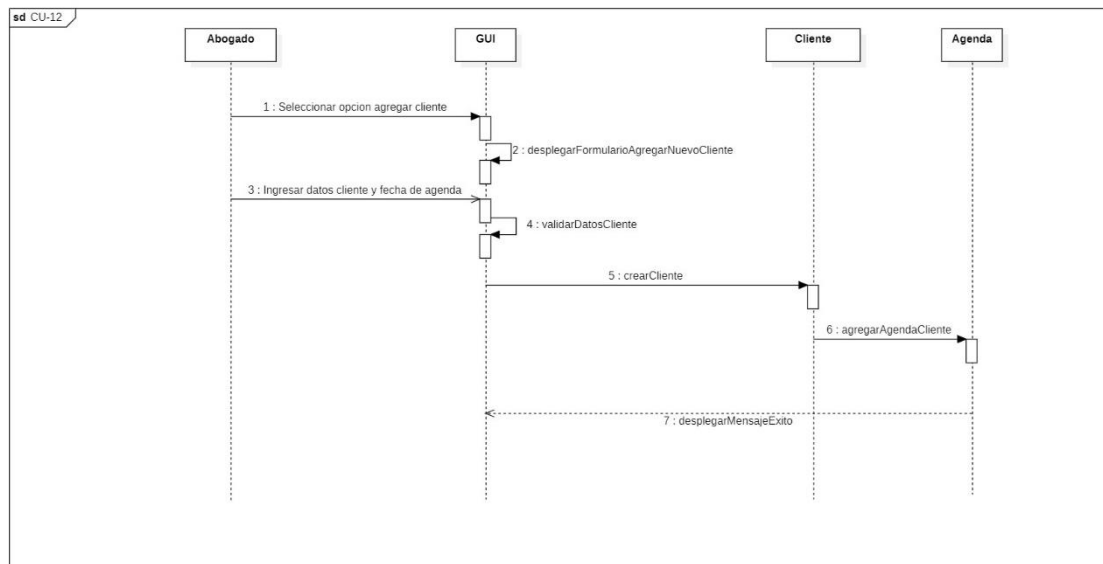 sd CU-12
Abogado
GUI
Cliente
Agenda
1 : Seleccionar opcion agregar cliente
2 : desplegarFormularioAgregarNuevoCliente
3 : Ingresar datos cliente y fecha de agenda
4 : validarDatosCliente
5 : crearCliente
6 : agregarAgendaCliente
7 : desplegarMensajeExito